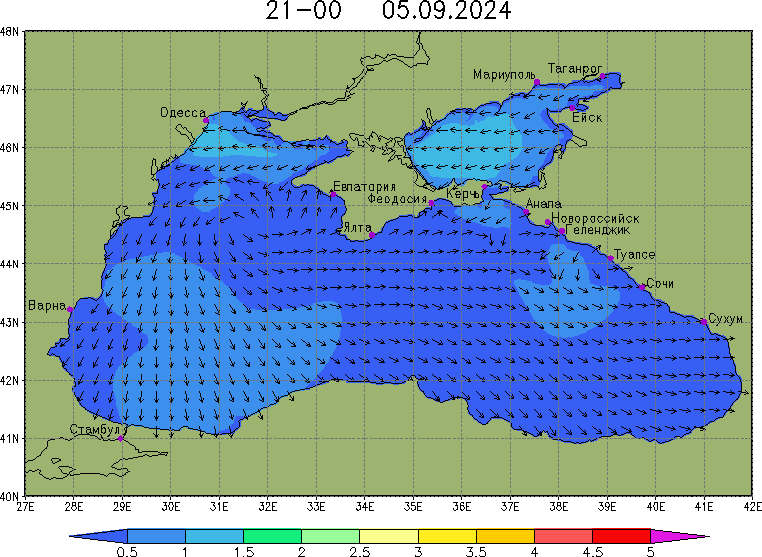 21-00 05.09.2024
48N
Таганрог
Мариуполь
47N
Одесса
Ейск
46N
Евпатория
Феодосия
Керчь
45N
Анапа
Новороссийск
Ялта
Геленджик
Туапсе
44N
Сочи
Варна
43N
Сухум
42N
Стамбул
41N
40N
27E 28E 29E 30E 31E 32E 33E 34E 35E 36E 37E 38E 39E 40E 41E 42E
0.5 1 1.5 2 2.5 3 3.5 4 4.5 5